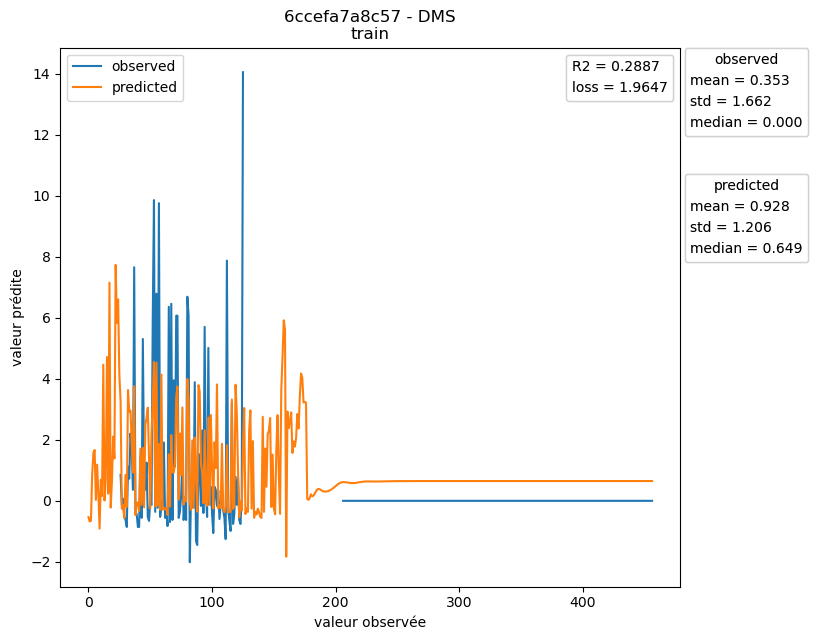 6ccefa7a8c57 - DMS
train
observed
predicted
R2 = 0.2887
loss = 1.9647
observed
mean = 0.353
std = 1.662
median = 0.000
predicted
mean = 0.928
std = 1.206
median = 0.649
14
12
10
8
6
4
2
0
−2
valeur prédite
0
100
200
300
400
valeur observée